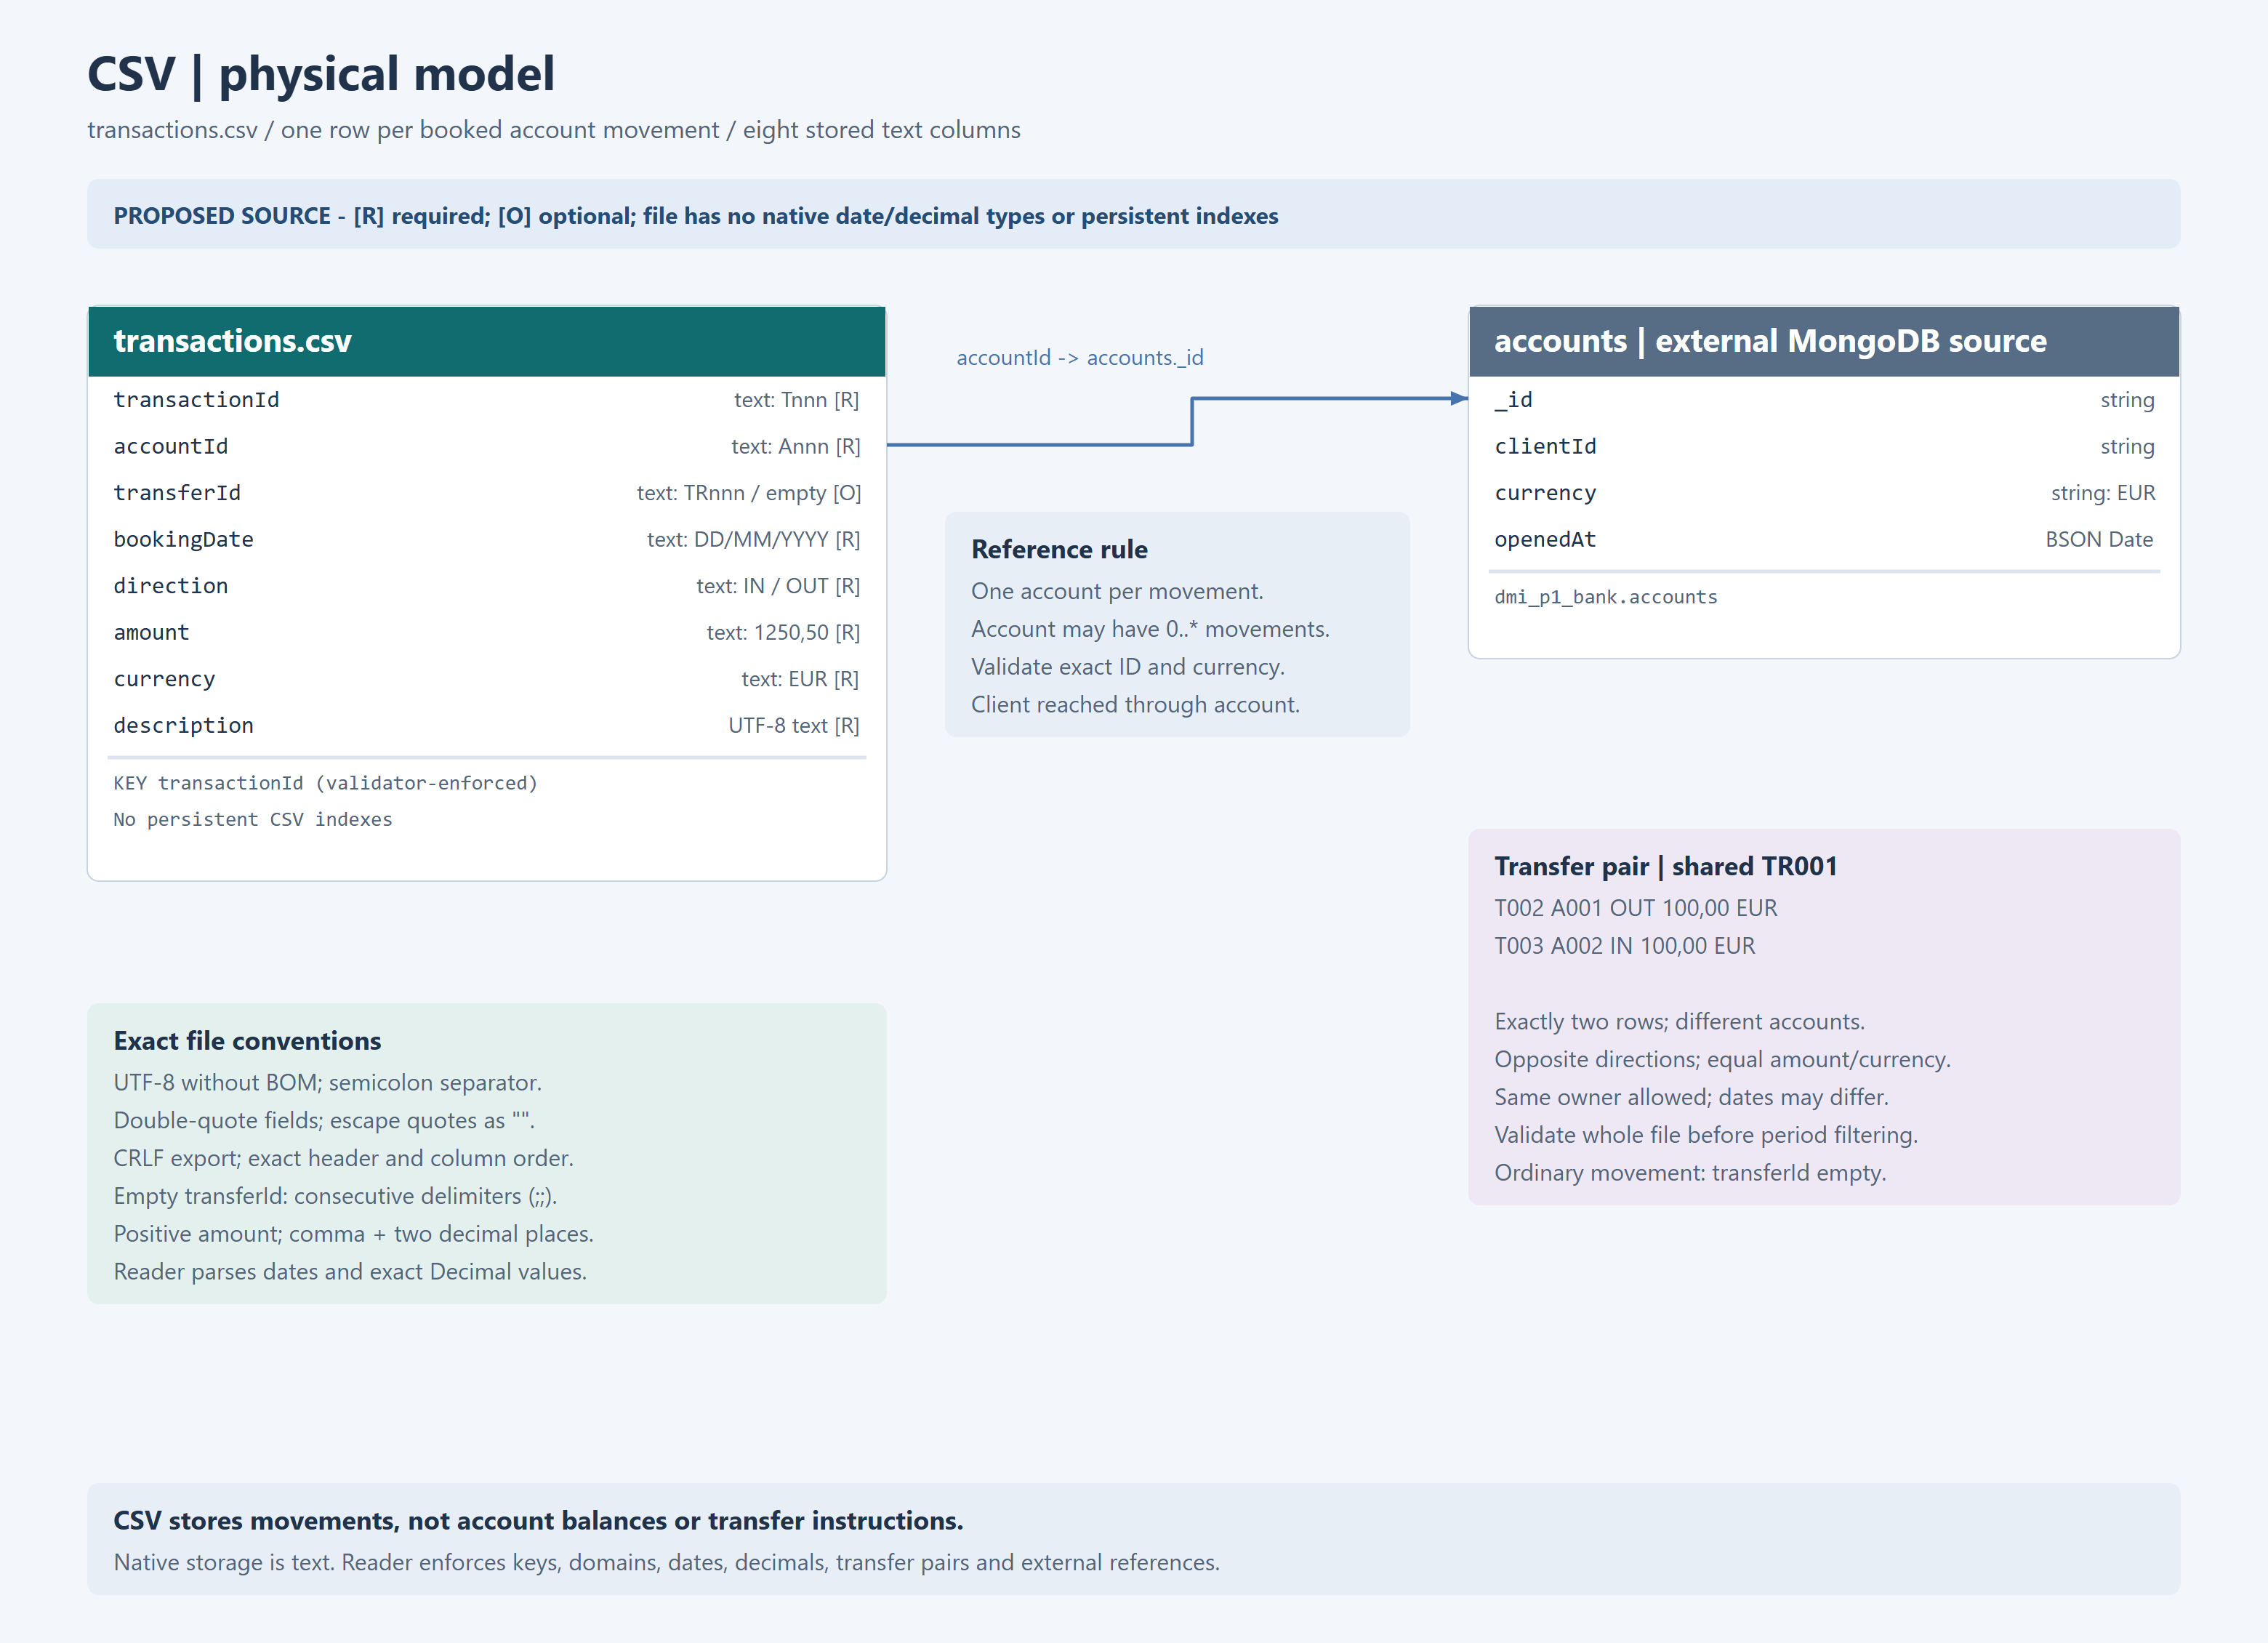 CSV | physical model
transactions.csv / one row per booked account movement / eight stored text columns
PROPOSED SOURCE - [R] required; [O] optional; file has no native date/decimal types or persistent indexes
transactions.csv
transactionId text: Tnnn [R]
accountId text: Annn [R]
transferId text: TRnnn / empty [O]
bookingDate text: DD/MM/YYYY [R]
direction text: IN / OUT [R]
amount text: 1250,50 [R]
currency text: EUR [R]
description UTF-8 text [R]
KEY transactionId (validator-enforced)
No persistent CSV indexes
accountId -> accounts._id
accounts | external MongoDB source
_id string
clientId string
currency string: EUR
openedAt BSON Date
dmi_p1_bank.accounts
Reference rule
One account per movement.
Account may have 0..* movements.
Validate exact ID and currency.
Client reached through account.
Transfer pair | shared TR001
T002 A001 OUT 100,00 EUR
T003 A002 IN 100,00 EUR
Exactly two rows; different accounts.
Opposite directions; equal amount/currency.
Same owner allowed; dates may differ.
Validate whole file before period filtering.
Ordinary movement: transferId empty.
Exact file conventions
UTF-8 without BOM; semicolon separator.
Double-quote fields; escape quotes as "".
CRLF export; exact header and column order.
Empty transferId: consecutive delimiters (;;).
Positive amount; comma + two decimal places.
Reader parses dates and exact Decimal values.
CSV stores movements, not account balances or transfer instructions.
Native storage is text. Reader enforces keys, domains, dates, decimals, transfer pairs and external references.